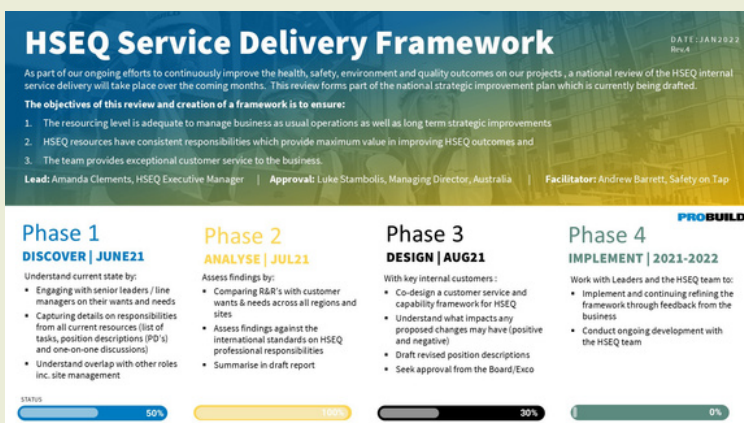 HSEQ Service Delivery Framework
DATE:JAN2022
Rev.4
As part of our ongoing efforts to continuously improve the health, safety, environment and quality outcomes on our projects , a national review of the HSEQ internal
service delivery will take place over the coming months. This review forms part of the national strategic improvement plan which is currently being drafted.
The objectives of this review and creation of a framework is to ensure:
1. The resourcing level is adequate to manage business as usual operations as well as long term strategic improvements
2. HSEQ resources have consistent responsibilities which provide maximum value in improving HSEQ outcomes and
3. The team provides exceptional customer service to the business.
Lead: Amanda Clements, HSEQ Executive Manager | Approval: Luke Stambolis, Managing Director, Australia | Facilitator: Andrew Barrett, Safety on Tap
PROBUILD
Phase 1
DISCOVER | JUNE21
Understand current state by:
▪ Engaging with senior leaders / line
managers on their wants and needs
▪ Capturing details on responsibilities
from all current resources (list of
tasks, position descriptions (PD's)
and one-on-one discussions)
▪ Understand overlap with other roles
inc. site management
STATUS
50%
Phase 2
ANALYSE | JUL21
Assess findings by:
▪ Comparing R&R's with customer
wants & needs across all regions and
sites
▪ Assess findings against the
international standards on HSEQ
professional responsibilities
▪ Summarise in draft report
100%
Phase 3
DESIGN | AUG21
With key internal customers :
▪ Co-design a customer service and
capability framework for HSEQ
▪ Understand what impacts any
proposed changes may have (positive
and negative)
▪ Draft revised position descriptions
▪ Seek approval from the Board/Exco
30%
Phase 4
IMPLEMENT | 2021-2022
Work with Leaders and the HSEQ team to:
▪ Implement and continuing refining the
framework through feedback from the
business
▪ Conduct ongoing development with
the HSEQ team
0%